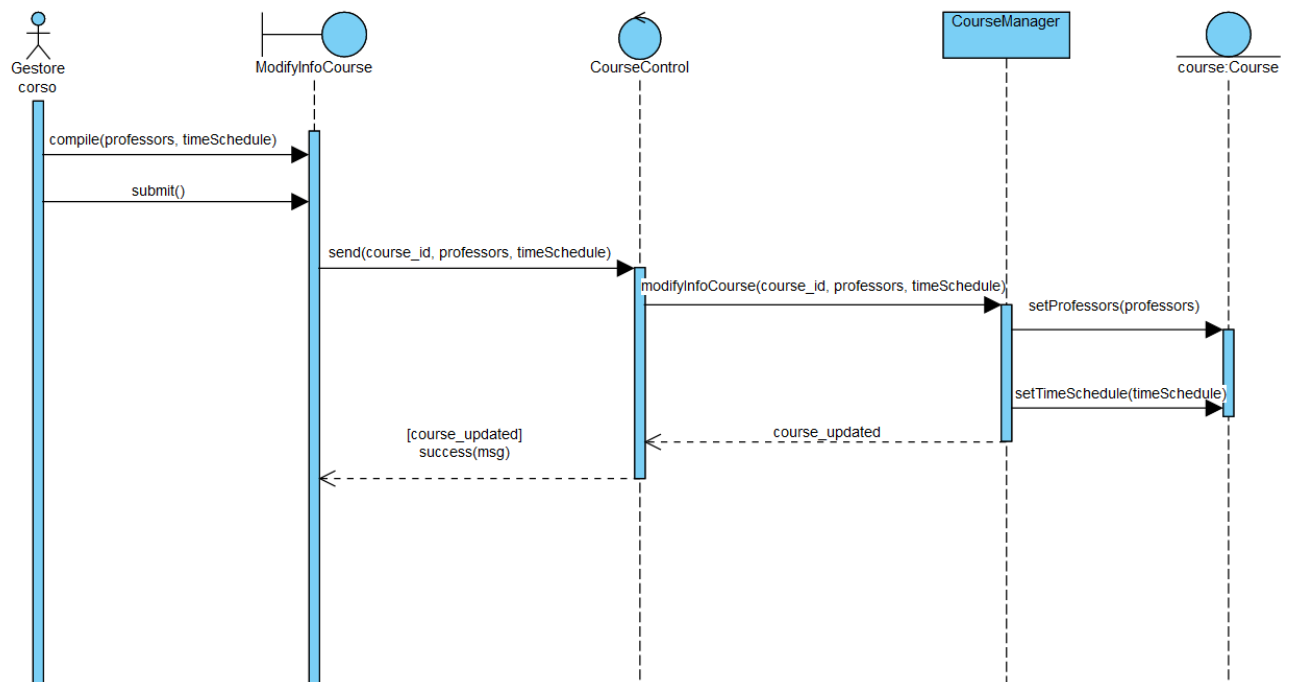 Gestore
corso
ModifyInfoCourse
CourseControl
CourseManager
course:Course
compile(professors, timeSchedule)
submit()
send(course_id, professors, timeSchedule)
modifyInfoCourse(course_id, professors, timeSchedule)
setProfessors(professors)
setTimeSchedule(timeSchedule)
course_updated
[course_updated]
success(msg)